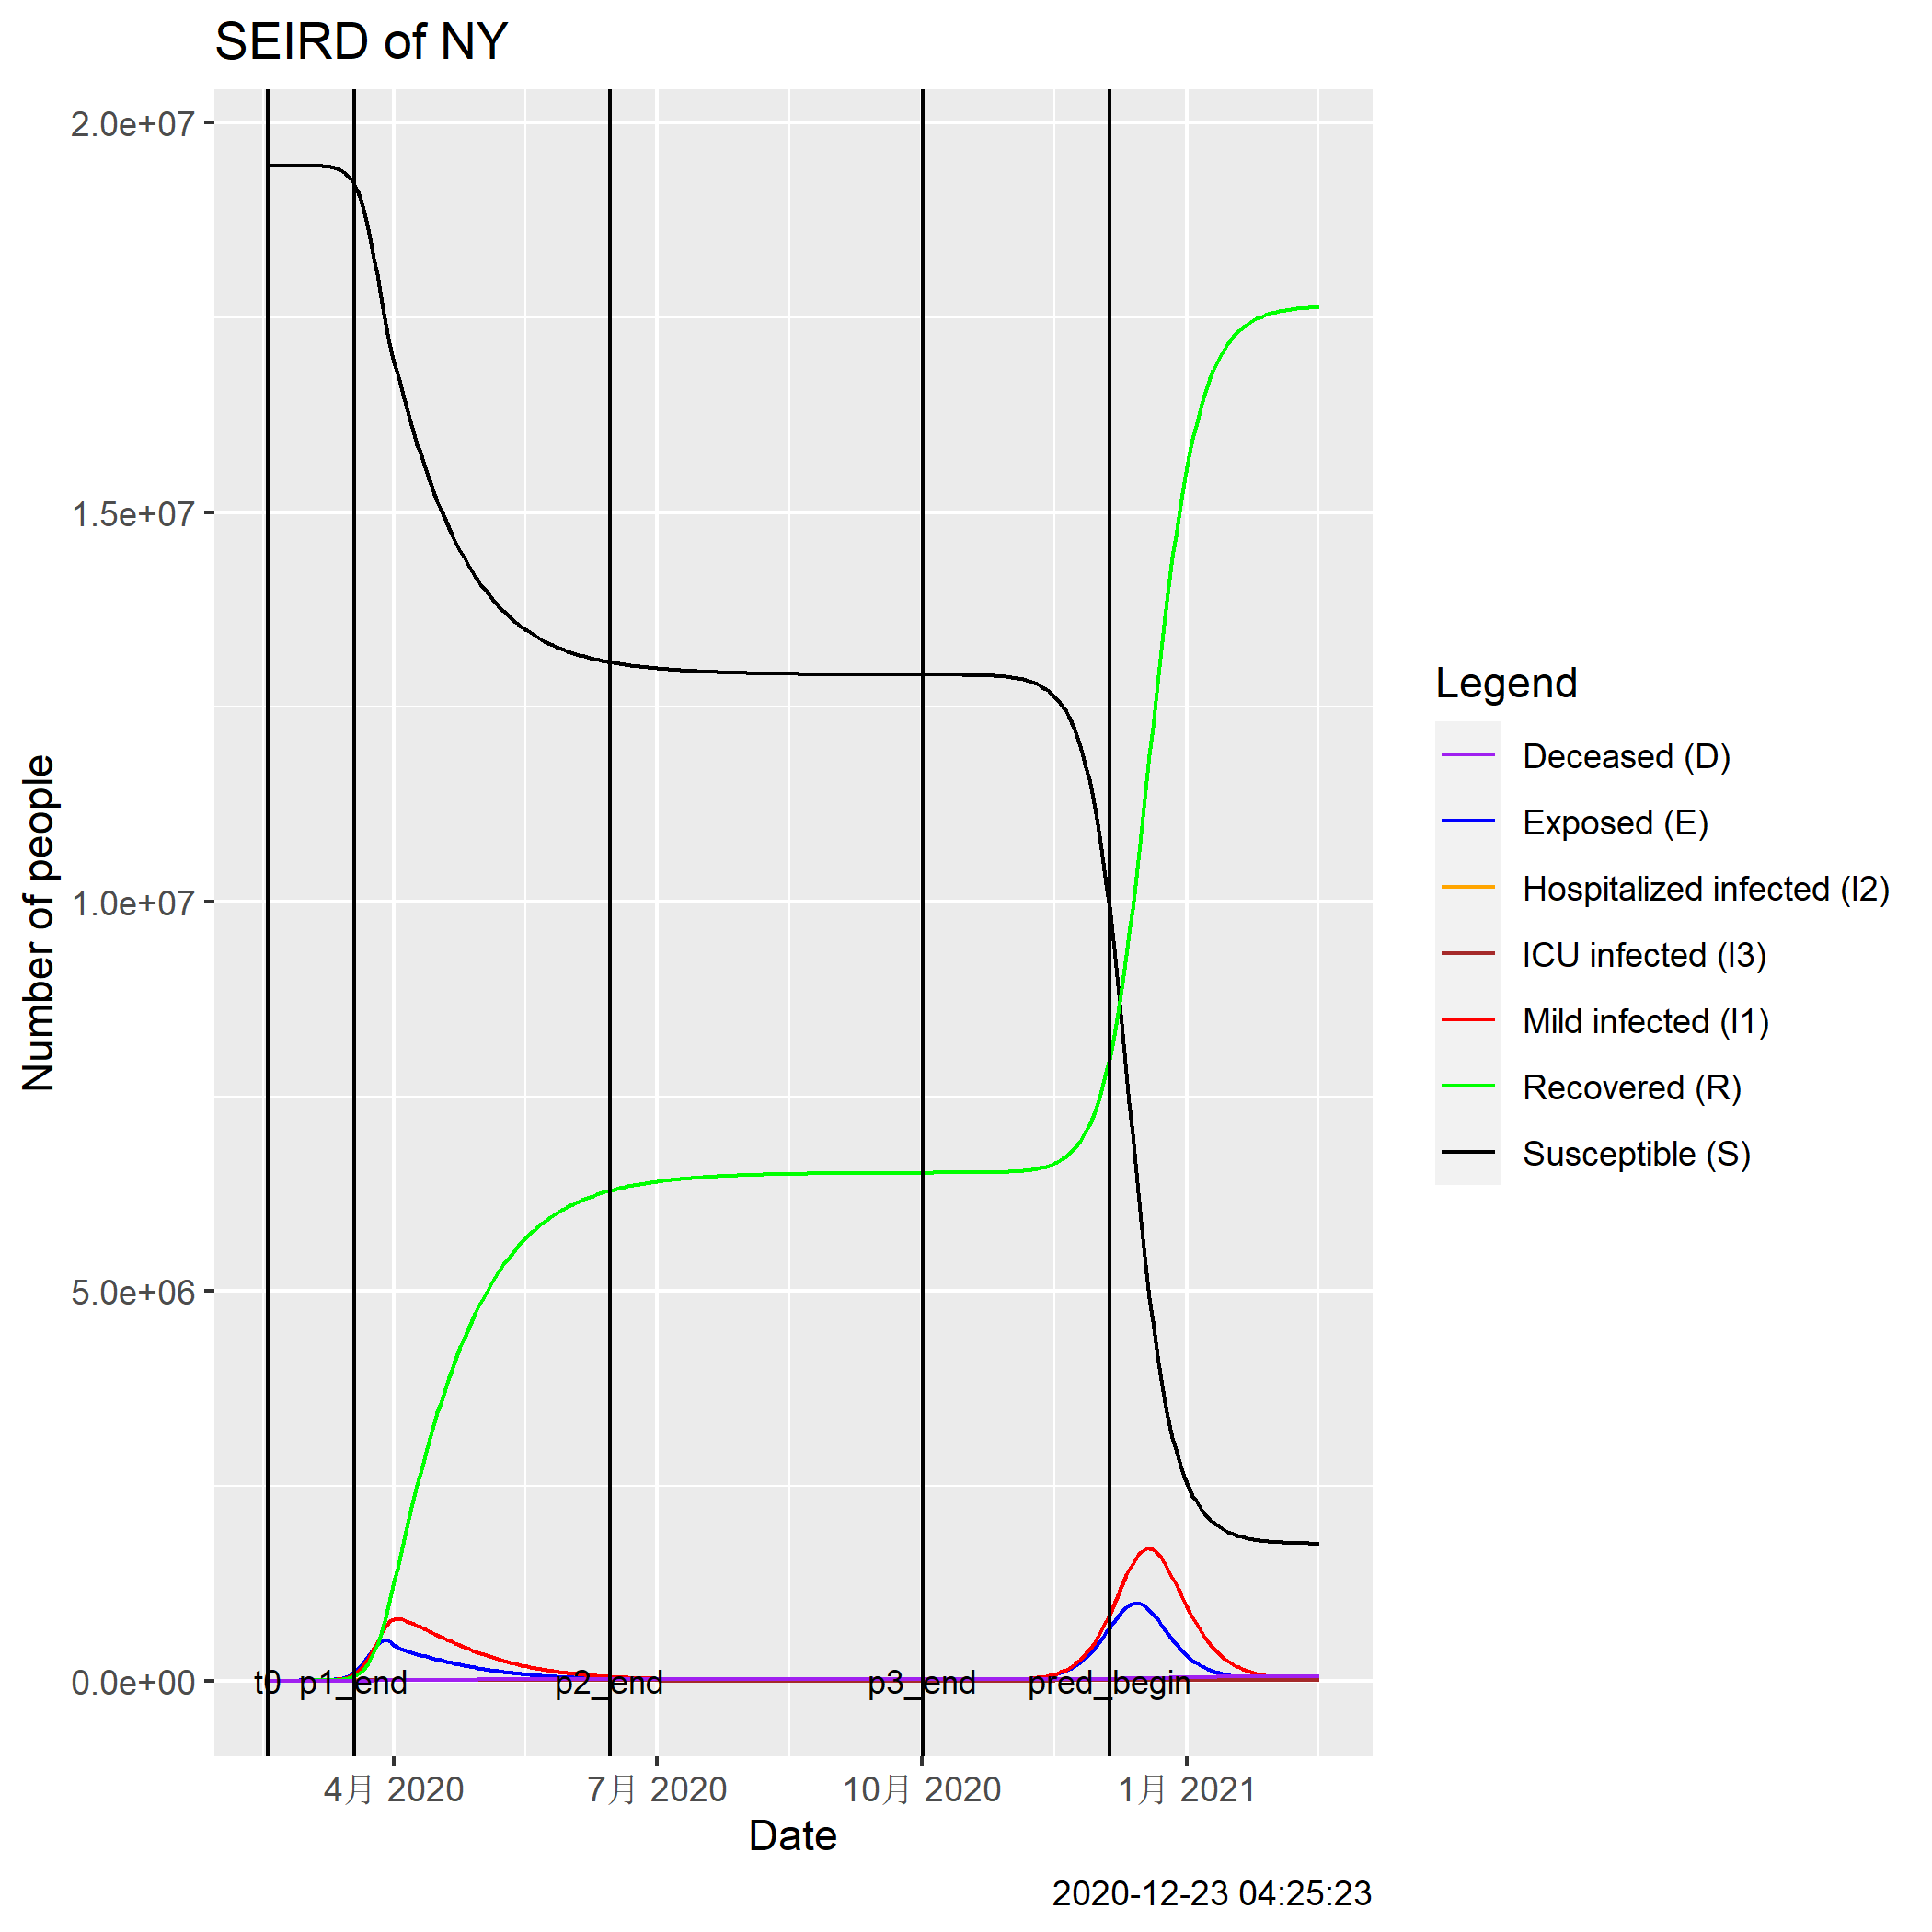 SEIRD of NY
2.0e+07
1.5e+07
1.0e+07
5.0e+06
0.0e+00
Number of people
t0 p1_end p2_end p3_end pred_begin
4月 2020 7月 2020 10月 2020 1月 2021
Date
Legend
Deceased (D)
Exposed (E)
Hospitalized infected (I2)
ICU infected (I3)
Mild infected (I1)
Recovered (R)
Susceptible (S)
2020-12-23 04:25:23